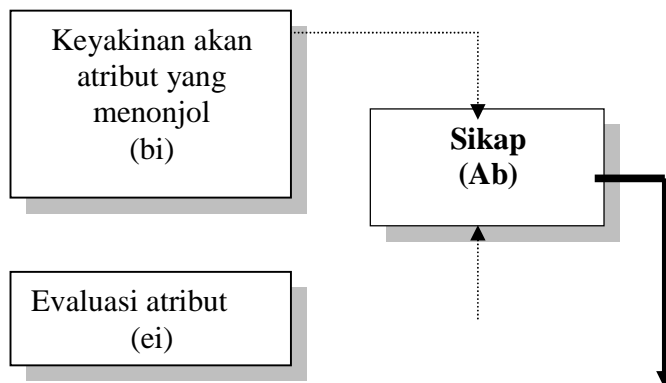 Keyakinan akan
atribut yang
menonjol
(bi)
Sikap
(Ab)
Evaluasi atribut
(ei)